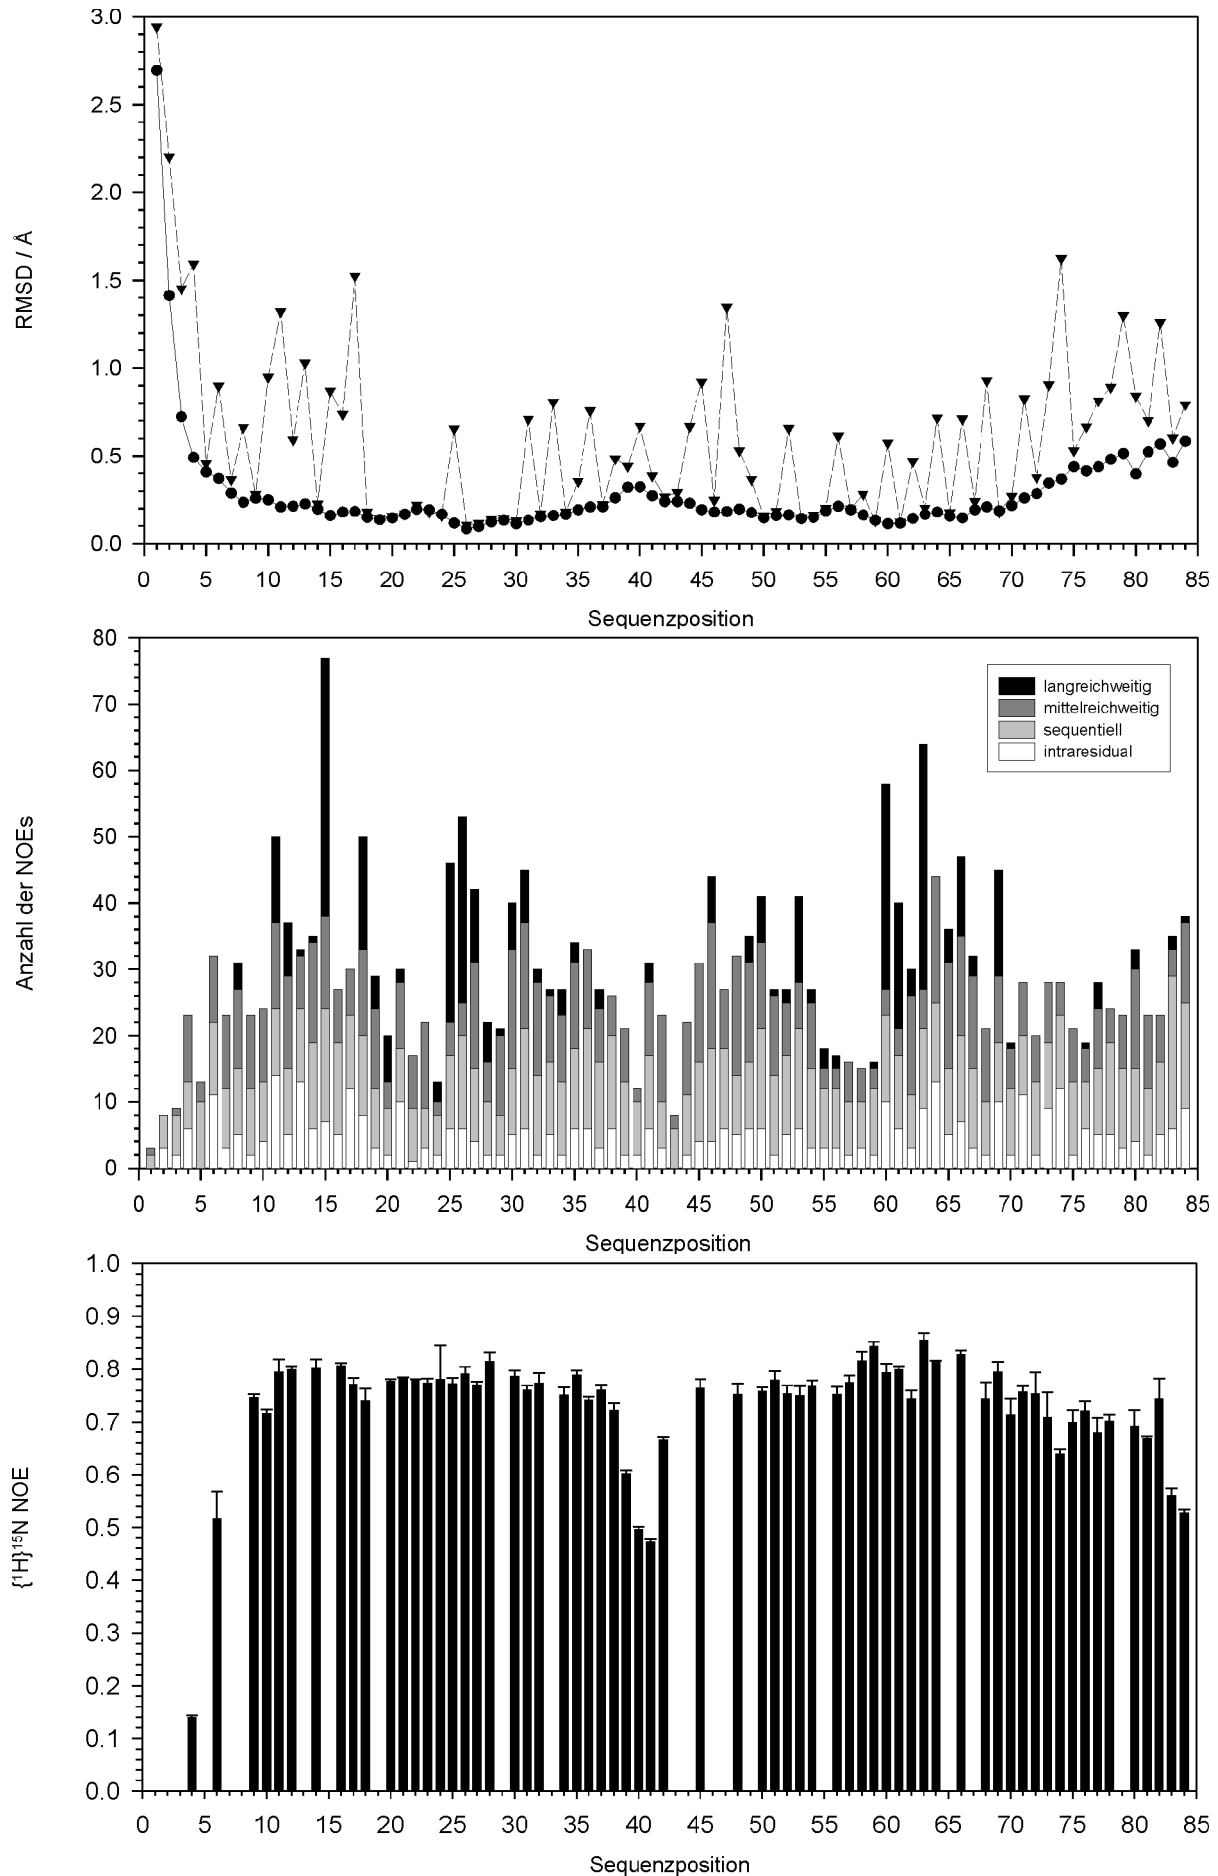 3.0
2.5
2.0
1.5
1.0
0.5
0.0
RMSD / Å
0 5 10 15 20 25 30 35 40 45 50 55 60 65 70 75 80 85
Sequenzposition
80
70
60
50
40
30
20
10
0
Anzahl der NOEs
langreichweitig
mittelreichweitig
sequentiell
intraresidual
0 5 10 15 20 25 30 35 40 45 50 55 60 65 70 75 80 85
Sequenzposition
1.0
0.9
0.8
0.7
0.6
0.5
0.4
0.3
0.2
0.1
0.0
{¹H}¹⁵N NOE
0 5 10 15 20 25 30 35 40 45 50 55 60 65 70 75 80 85
Sequenzposition